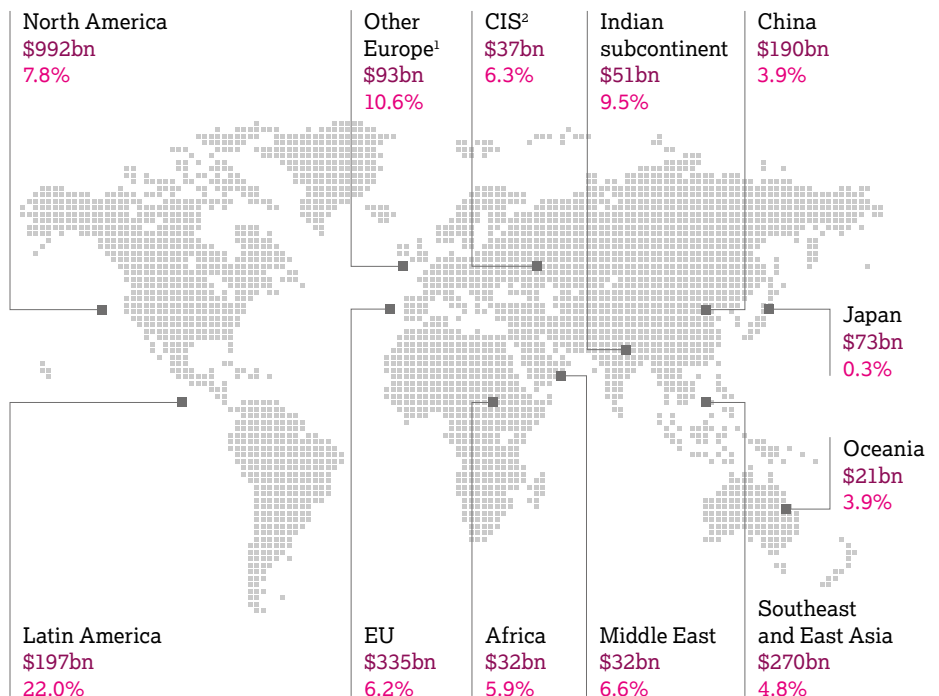 North America
$992bn
7.8%
Other
Europe¹
$93bn
10.6%
CIS²
$37bn
6.3%
Indian
subcontinent
$51bn
9.5%
China
$190bn
3.9%
Japan
$73bn
0.3%
Oceania
$21bn
3.9%
Latin America
$197bn
22.0%
EU
$335bn
6.2%
Africa
$32bn
5.9%
Middle East
$32bn
6.6%
Southeast
and East Asia
$270bn
4.8%